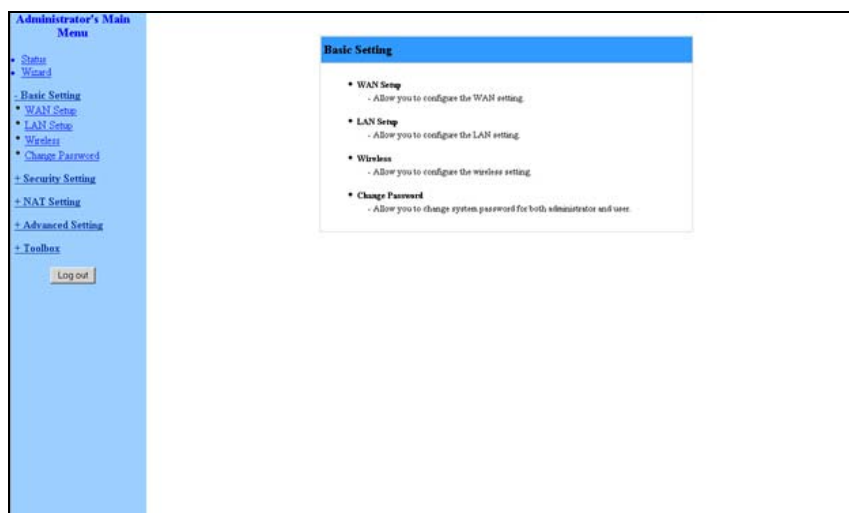 Administrator's Main
Menu
• Status
• Wizard
- Basic Setting
• WAN Setup
• LAN Setup
• Wireless
• Change Password
+ Security Setting
+ NAT Setting
+ Advanced Setting
+ Toolbox
Log out
Basic Setting
• WAN Setup
- Allow you to configure the WAN setting.
• LAN Setup
- Allow you to configure the LAN setting.
• Wireless
- Allow you to configure the wireless setting.
• Change Password
- Allow you to change system password for both administrator and user.